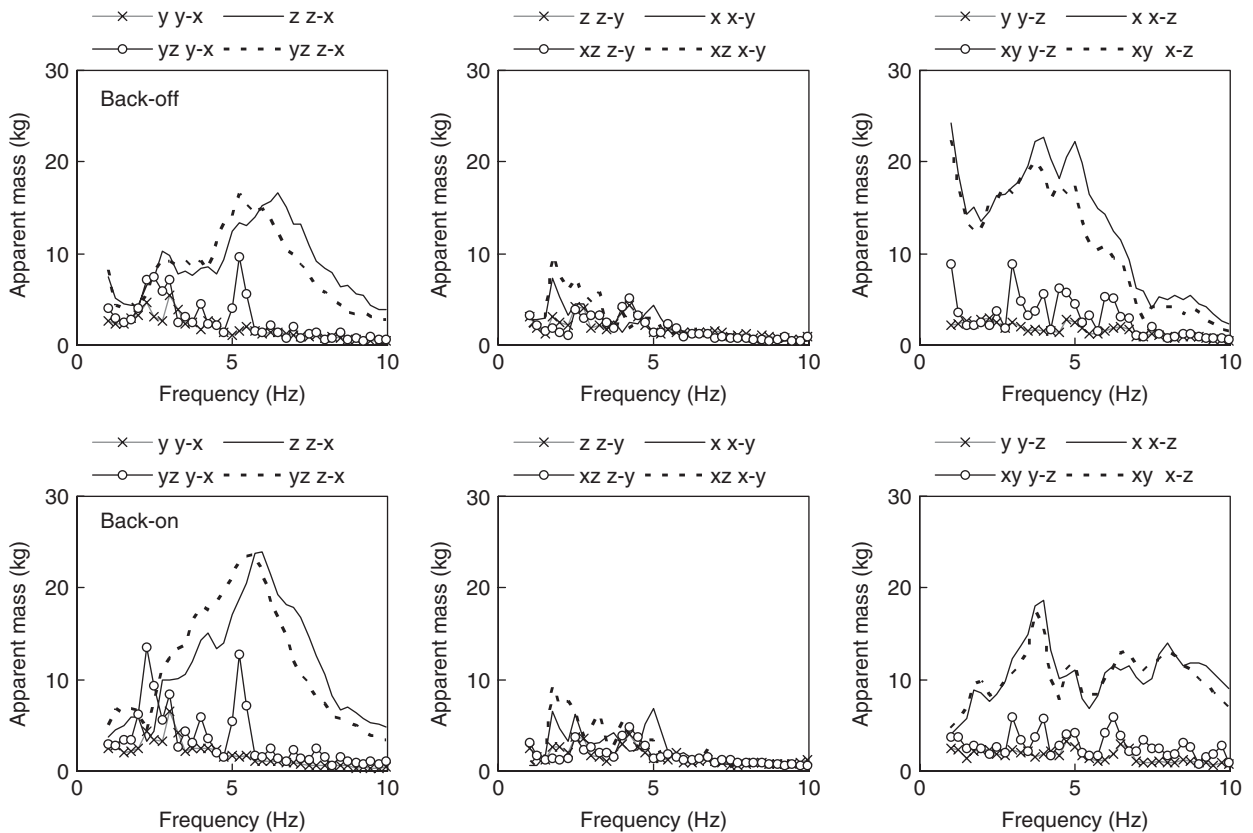 y y-x z z-x
yz y-x yz z-x
30
20
10
0
Apparent mass (kg)
Back-off
0 5 10
Frequency (Hz)
z z-y x x-y
xz z-y xz x-y
30
20
10
0
Apparent mass (kg)
0 5 10
Frequency (Hz)
y y-z x x-z
xy y-z xy x-z
30
20
10
0
Apparent mass (kg)
0 5 10
Frequency (Hz)
y y-x z z-x
yz y-x yz z-x
30
20
10
0
Apparent mass (kg)
Back-on
0 5 10
Frequency (Hz)
z z-y x x-y
xz z-y xz x-y
30
20
10
0
Apparent mass (kg)
0 5 10
Frequency (Hz)
y y-z x x-z
xy y-z xy x-z
30
20
10
0
Apparent mass (kg)
0 5 10
Frequency (Hz)